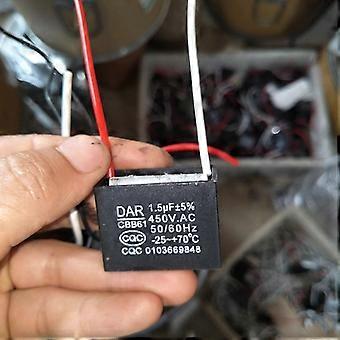 DAR 1.5µF±5%
CBB61 450V.AC
50/60Hz
CQC -25~+70°C
CQC 0103669848